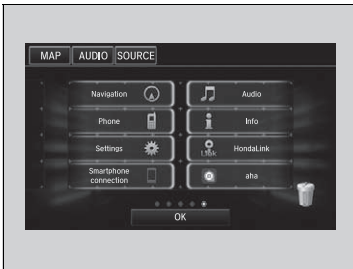 MAP AUDIO SOURCE
Navigation
Audio
Phone
Info
Settings
Link
HondaLink
Smartphone
connection
aha
OK